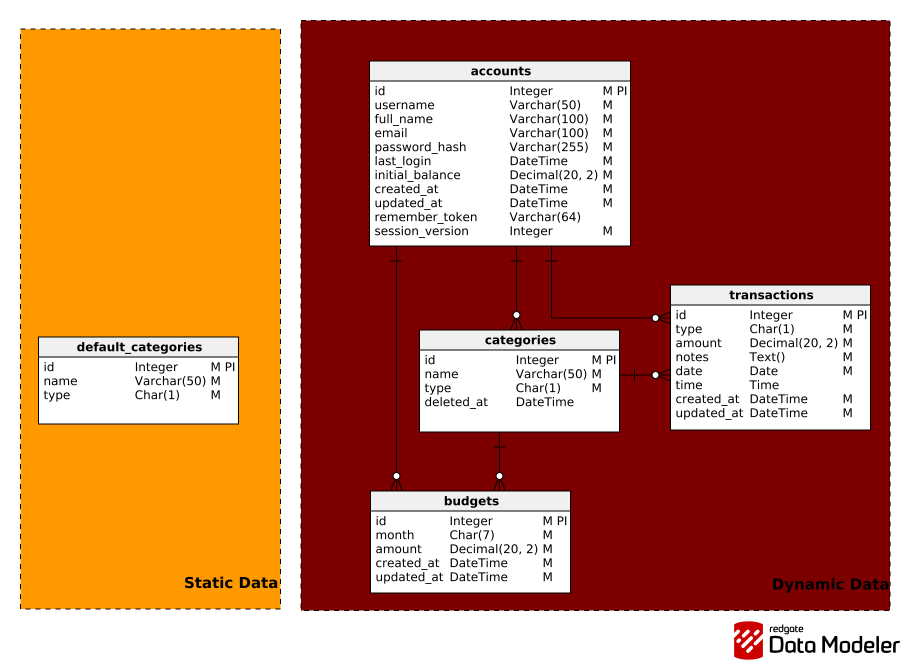 accounts
id Integer M PI
username Varchar(50) M
full_name Varchar(100) M
email Varchar(100) M
password_hash Varchar(255) M
last_login DateTime M
initial_balance Decimal(20, 2) M
created_at DateTime M
updated_at DateTime M
remember_token Varchar(64)
session_version Integer M
transactions
id Integer M PI
type Char(1) M
amount Decimal(20, 2) M
notes Text() M
date Date M
time Time
created_at DateTime M
updated_at DateTime M
default_categories
id Integer M PI
name Varchar(50) M
type Char(1) M
categories
id Integer M PI
name Varchar(50) M
type Char(1) M
deleted_at DateTime
budgets
id Integer M PI
month Char(7) M
amount Decimal(20, 2) M
created_at DateTime M
updated_at DateTime M
Static Data
Dynamic Data
redgate
Data Modeler